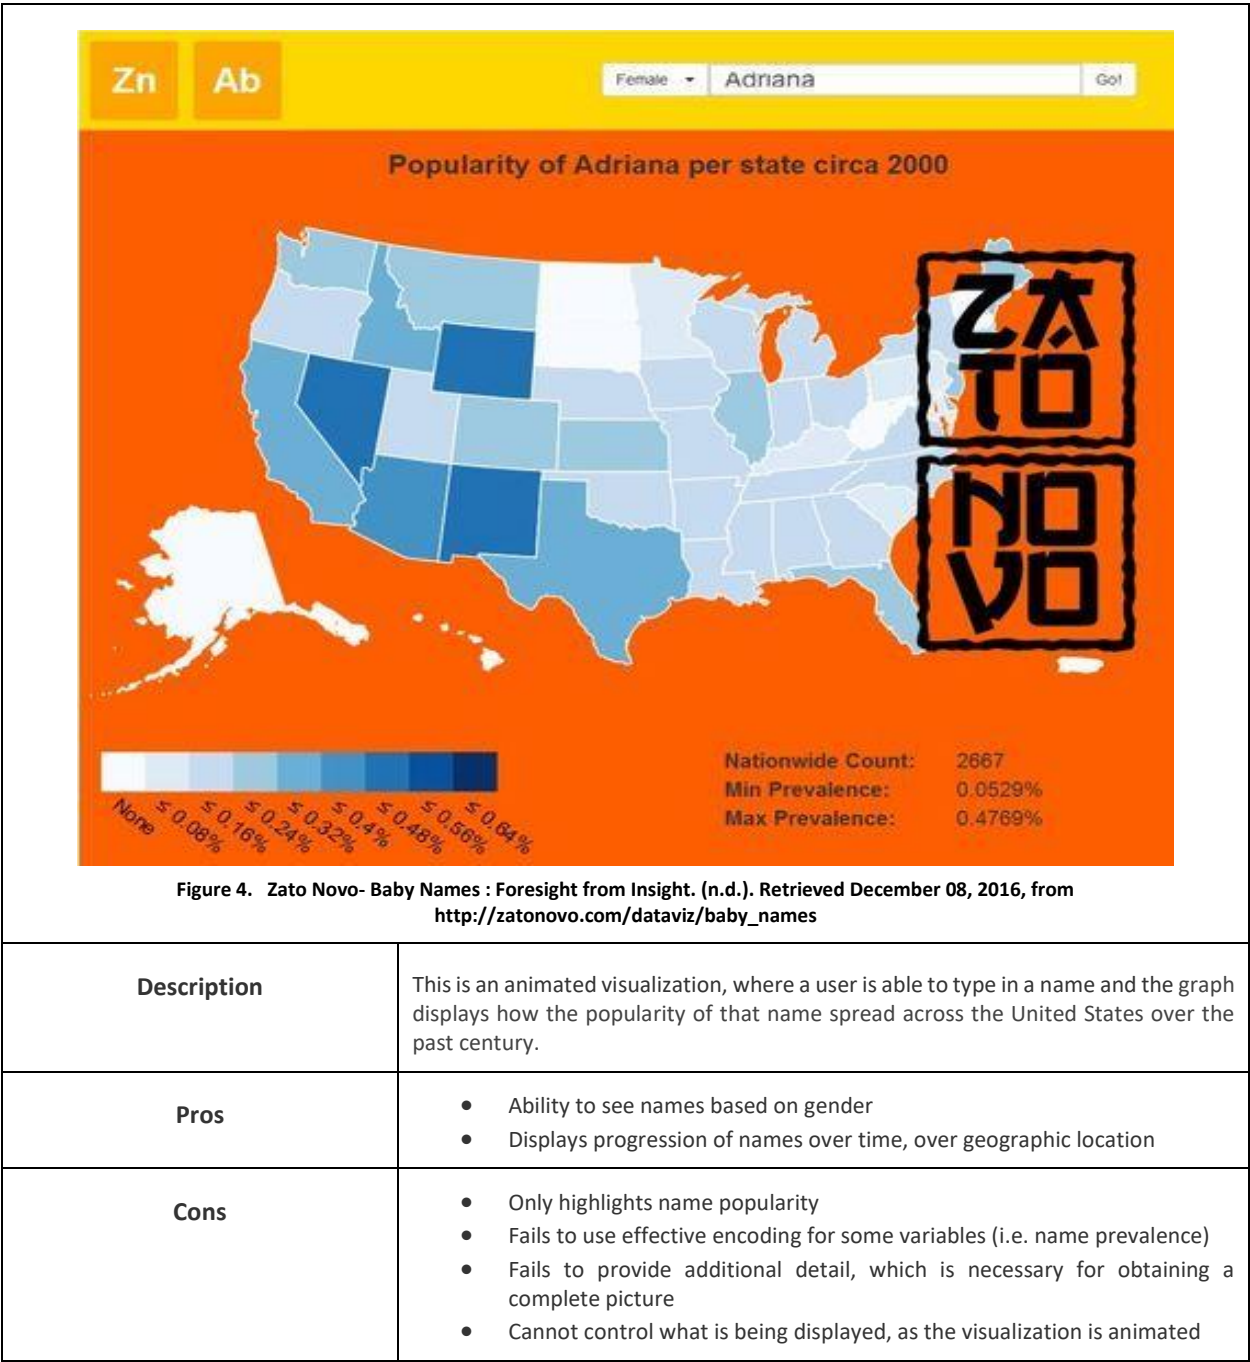 Zn Ab Female Adriana Go!
Popularity of Adriana per state circa 2000
ZA
TO
NO
VO
None ≤ 0.08% ≤ 0.16% ≤ 0.24% ≤ 0.32% ≤ 0.4% ≤ 0.48% ≤ 0.56% ≤ 0.64%
Nationwide Count: 2667
Min Prevalence: 0.0529%
Max Prevalence: 0.4769%
Figure 4. Zato Novo- Baby Names : Foresight from Insight. (n.d.). Retrieved December 08, 2016, from
http://zatonovo.com/dataviz/baby_names
Description
This is an animated visualization, where a user is able to type in a name and the graph
displays how the popularity of that name spread across the United States over the
past century.
Pros
• Ability to see names based on gender
• Displays progression of names over time, over geographic location
Cons
• Only highlights name popularity
• Fails to use effective encoding for some variables (i.e. name prevalence)
• Fails to provide additional detail, which is necessary for obtaining a
complete picture
• Cannot control what is being displayed, as the visualization is animated